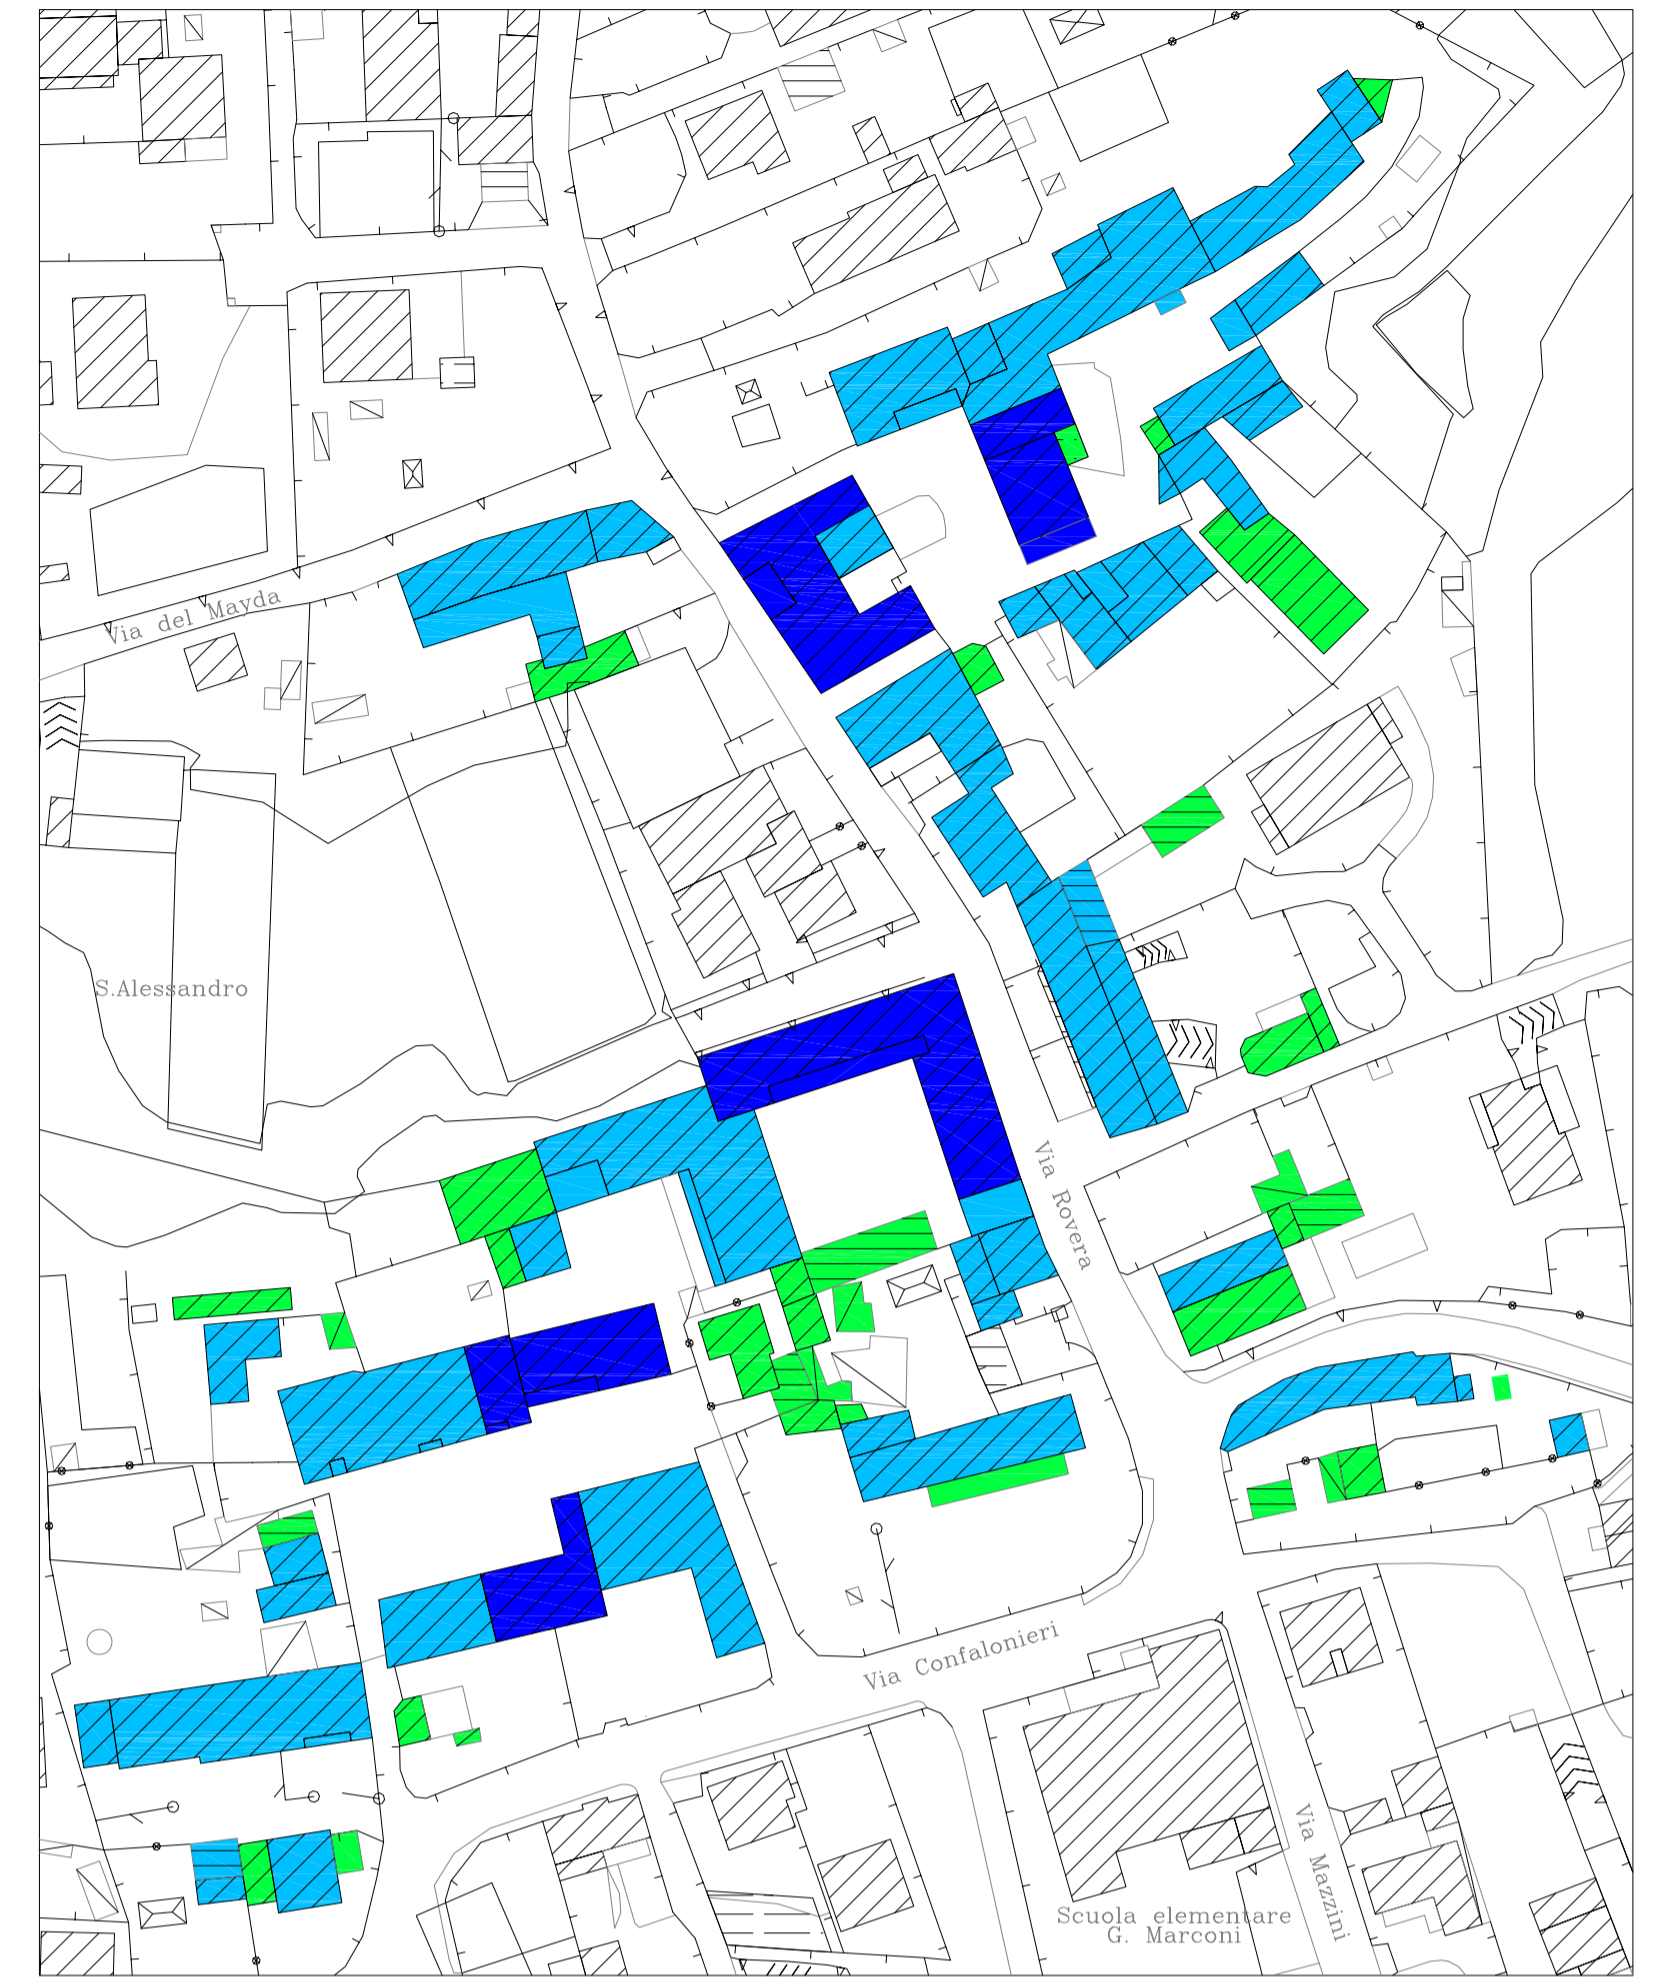 Via del Mayda
S.Alessandro
Via Rovera
Via Confalonieri
Via Mazzini
Scuola elementare
G. Marconi